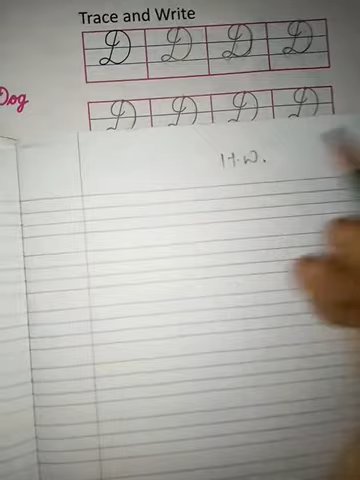 Trace and Write
D D D D
Dog
D D D D
H.W.